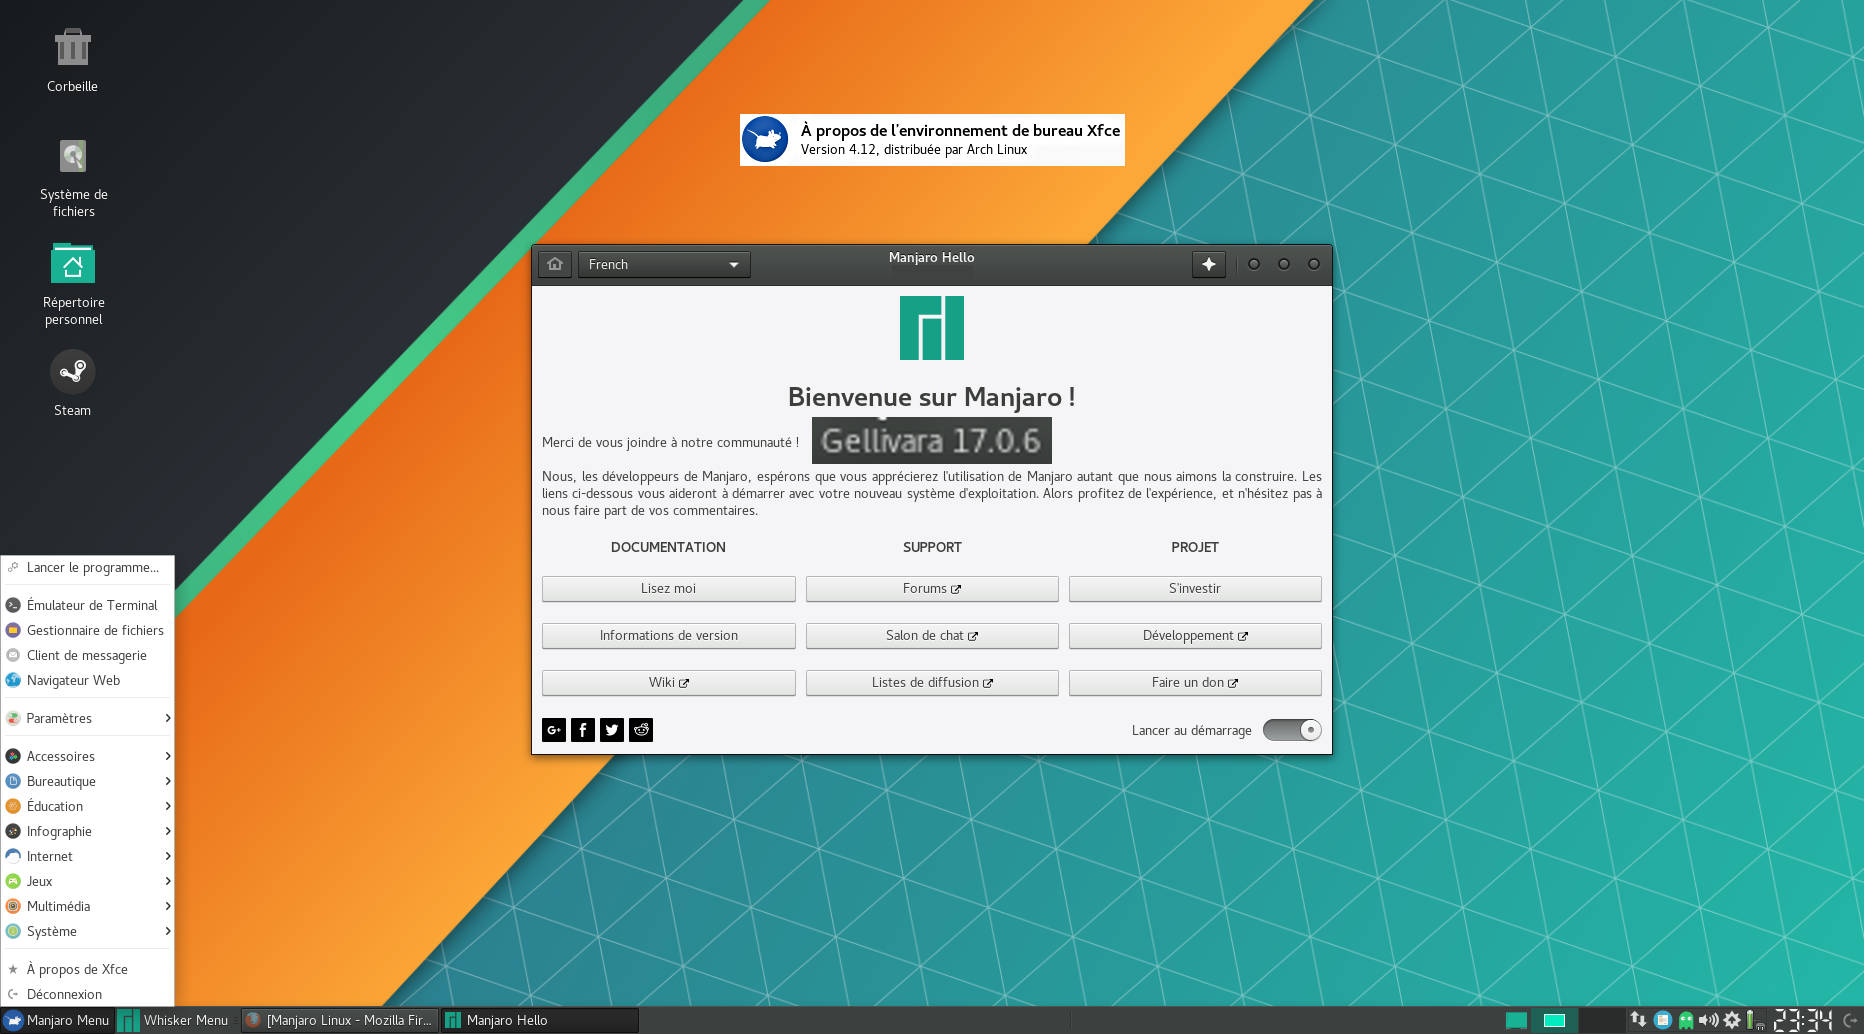 Corbeille
Système de
fichiers
Répertoire
personnel
Steam
À propos de l'environnement de bureau Xfce
Version 4.12, distribuée par Arch Linux
French
Manjaro Hello
Bienvenue sur Manjaro !
Merci de vous joindre à notre communauté !
Gellivara 17.0.6
Nous, les développeurs de Manjaro, espérons que vous apprécierez l'utilisation de Manjaro autant que nous aimons la construire. Les
liens ci-dessous vous aideront à démarrer avec votre nouveau système d'exploitation. Alors profitez de l'expérience, et n'hésitez pas à
nous faire part de vos commentaires.
DOCUMENTATION
SUPPORT
PROJET
Lisez moi
Forums
S'investir
Informations de version
Salon de chat
Développement
Wiki
Listes de diffusion
Faire un don
Lancer au démarrage
Lancer le programme...
Émulateur de Terminal
Gestionnaire de fichiers
Client de messagerie
Navigateur Web
Paramètres
Accessoires
Bureautique
Éducation
Infographie
Internet
Jeux
Multimédia
Système
À propos de Xfce
Déconnexion
Manjaro Menu
Whisker Menu
[Manjaro Linux - Mozilla Fir...
Manjaro Hello
23:34